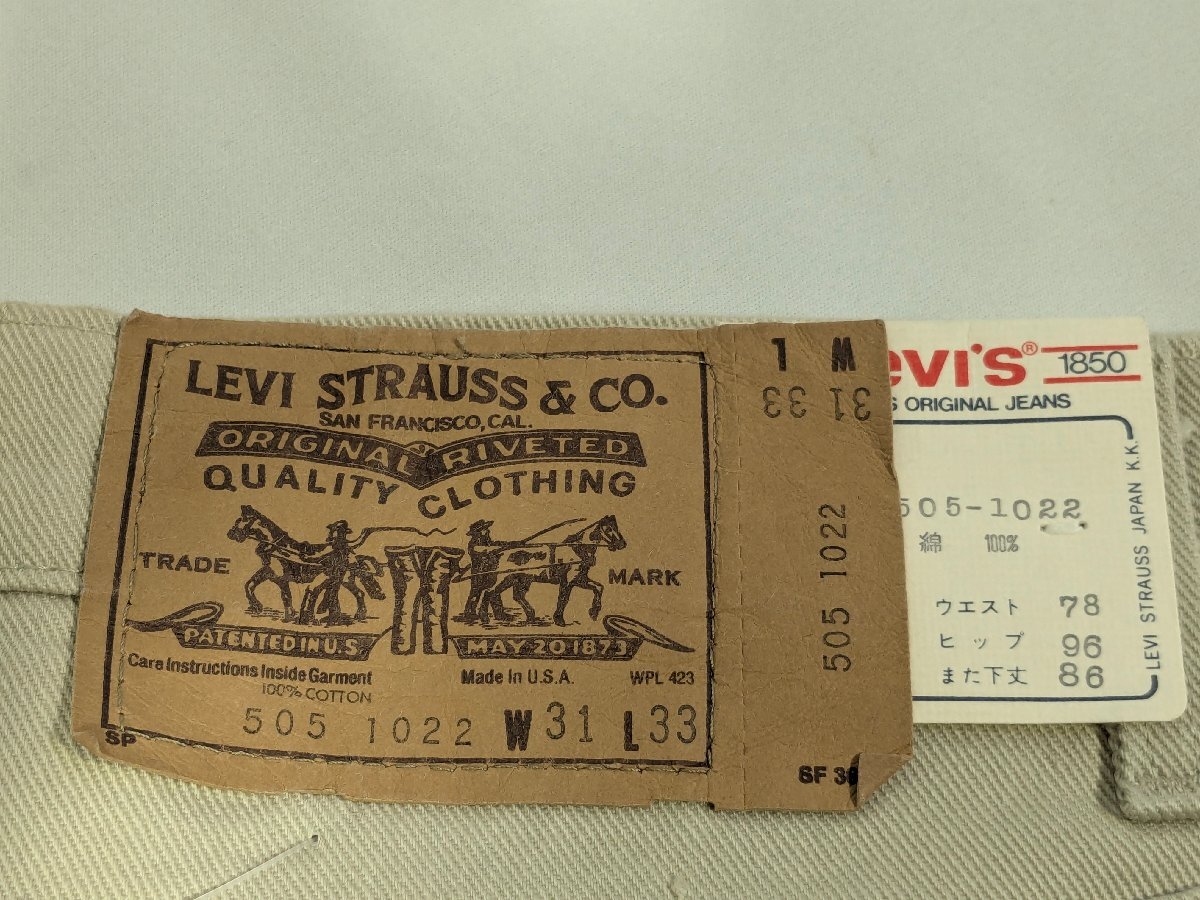 LEVI STRAUSS & CO.
SAN FRANCISCO, CAL.
ORIGINAL RIVETED
QUALITY CLOTHING
TRADE MARK
PATENTED IN U.S. MAY 20 1873
Care Instructions Inside Garment Made In U.S.A. WPL 423
100% COTTON
505 1022 W31 L33
SP
W L
31 33
505 1022
SF
evi's® 1850
ORIGINAL JEANS
505-1022
綿 100%
ウエスト 78
ヒップ 96
また下丈 86
LEVI STRAUSS JAPAN K.K.